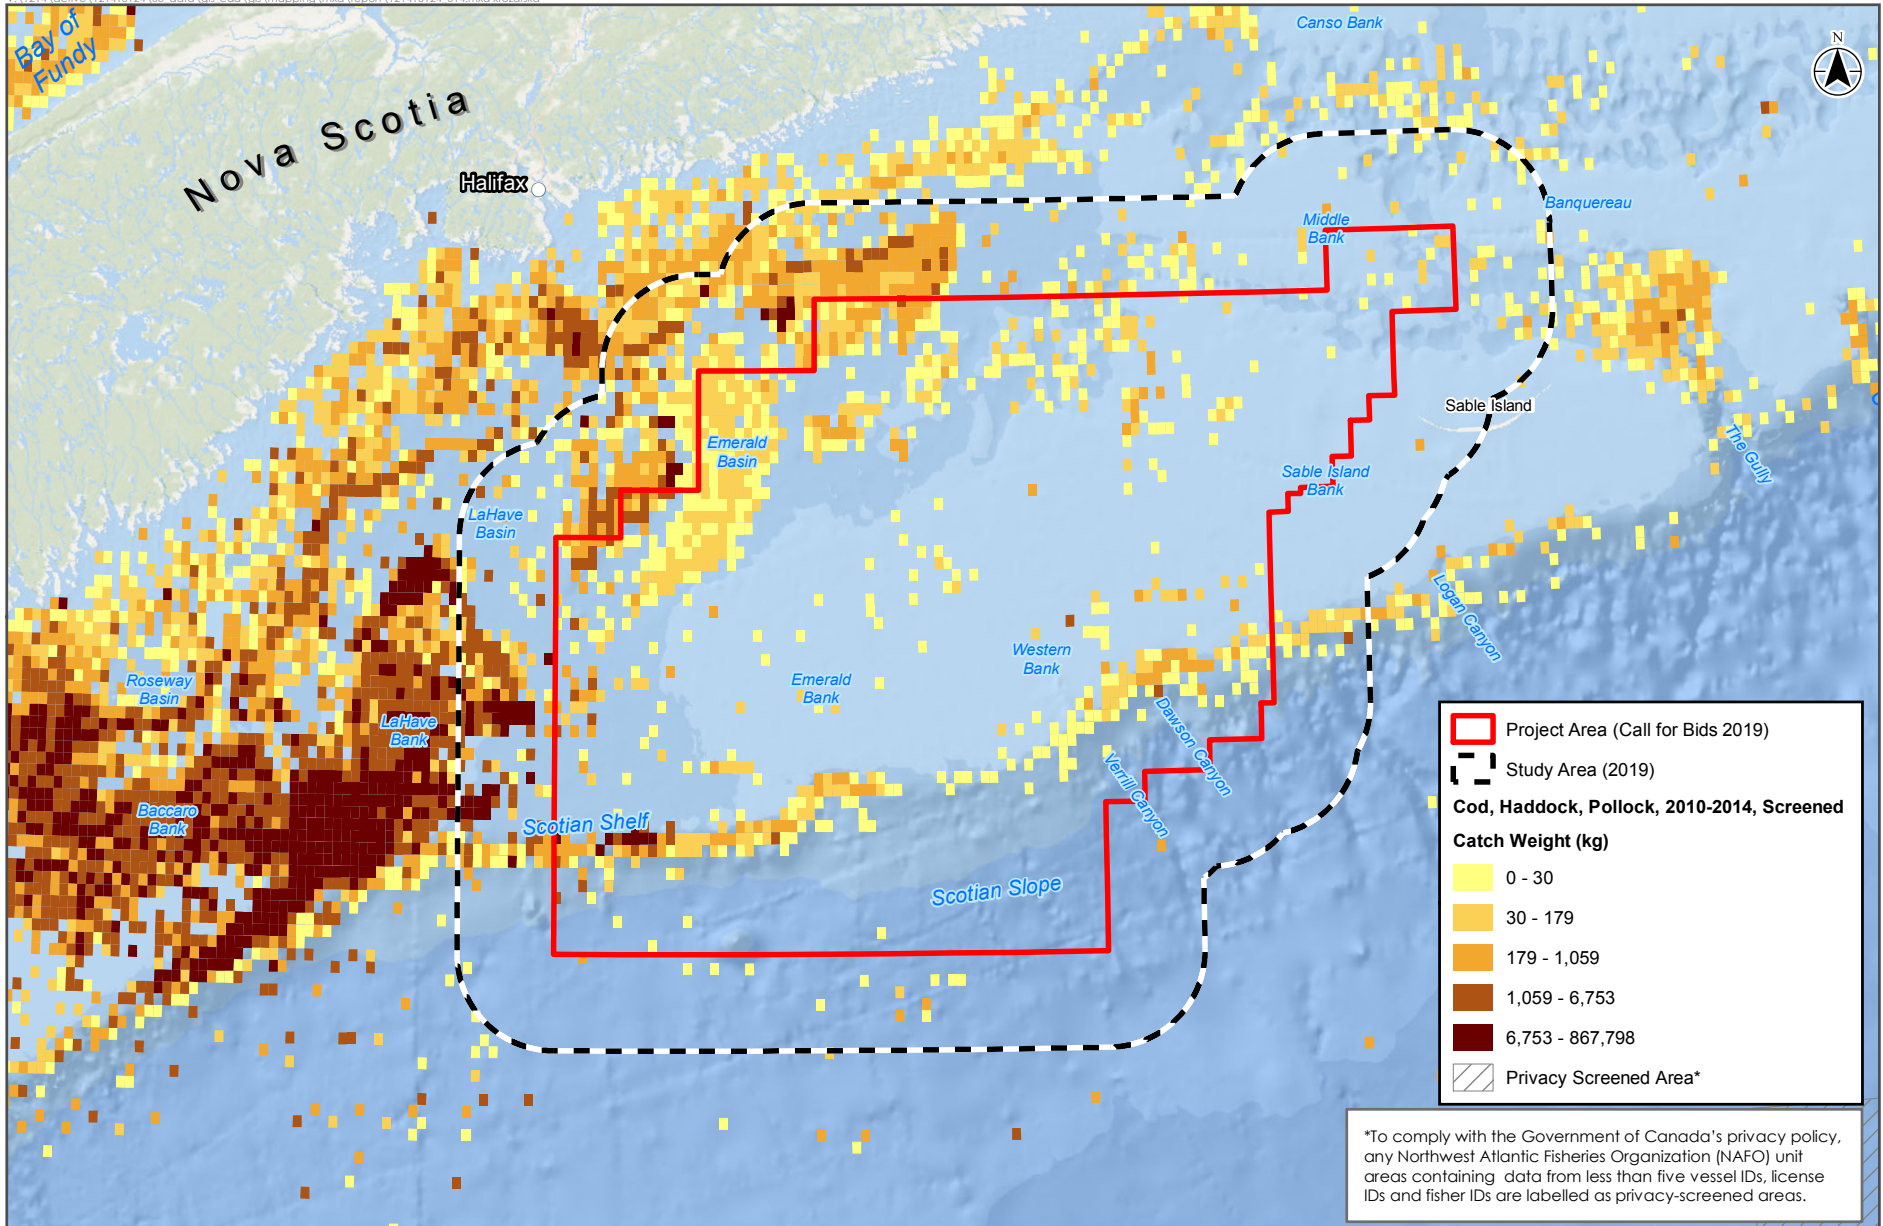 Canso Bank
N
Bay of
Fundy
Nova Scotia
Halifax
Middle
Bank
Banquereau
Sable Island
Emerald
Basin
The Gully
Sable Island
Bank
LaHave
Basin
Logan Canyon
Western
Bank
Roseway
Basin
Emerald
Bank
LaHave
Bank
Dawson Canyon
Verrill Canyon
Baccaro
Bank
Scotian Shelf
Scotian Slope
Project Area (Call for Bids 2019)
Study Area (2019)
Cod, Haddock, Pollock, 2010-2014, Screened
Catch Weight (kg)
0 - 30
30 - 179
179 - 1,059
1,059 - 6,753
6,753 - 867,798
Privacy Screened Area*
*To comply with the Government of Canada's privacy policy,
any Northwest Atlantic Fisheries Organization (NAFO) unit
areas containing data from less than five vessel IDs, license
IDs and fisher IDs are labelled as privacy-screened areas.